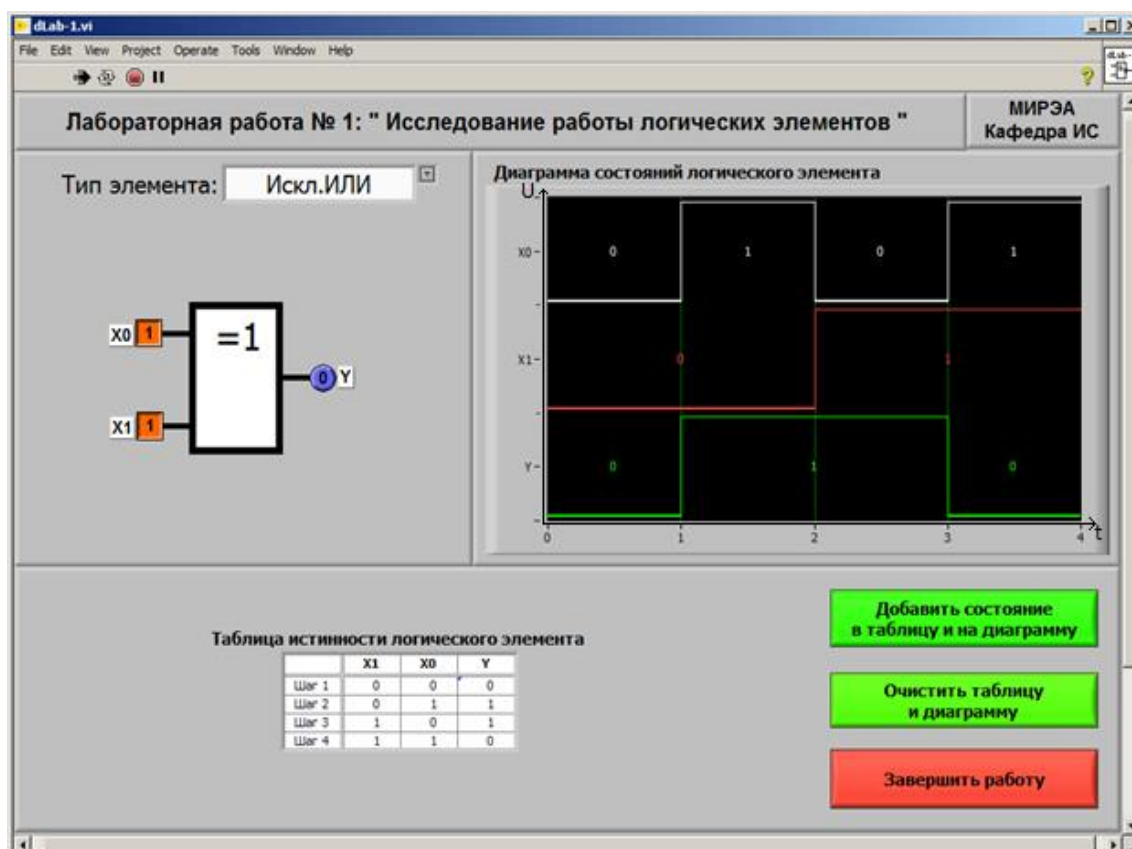 dLab-1.vi
File Edit View Project Operate Tools Window Help
Лабораторная работа № 1: " Исследование работы логических элементов "
МИРЭА
Кафедра ИС
Тип элемента: Искл.ИЛИ
X0 1
=1
0 Y
X1 1
Диаграмма состояний логического элемента
U
X0 0 1 0 1
X1 0 1
Y 0 1 0
0 1 2 3 4 t
Таблица истинности логического элемента
X1 X0 Y
Шаг 1 0 0 0
Шаг 2 0 1 1
Шаг 3 1 0 1
Шаг 4 1 1 0
Добавить состояние
в таблицу и на диаграмму
Очистить таблицу
и диаграмму
Завершить работу